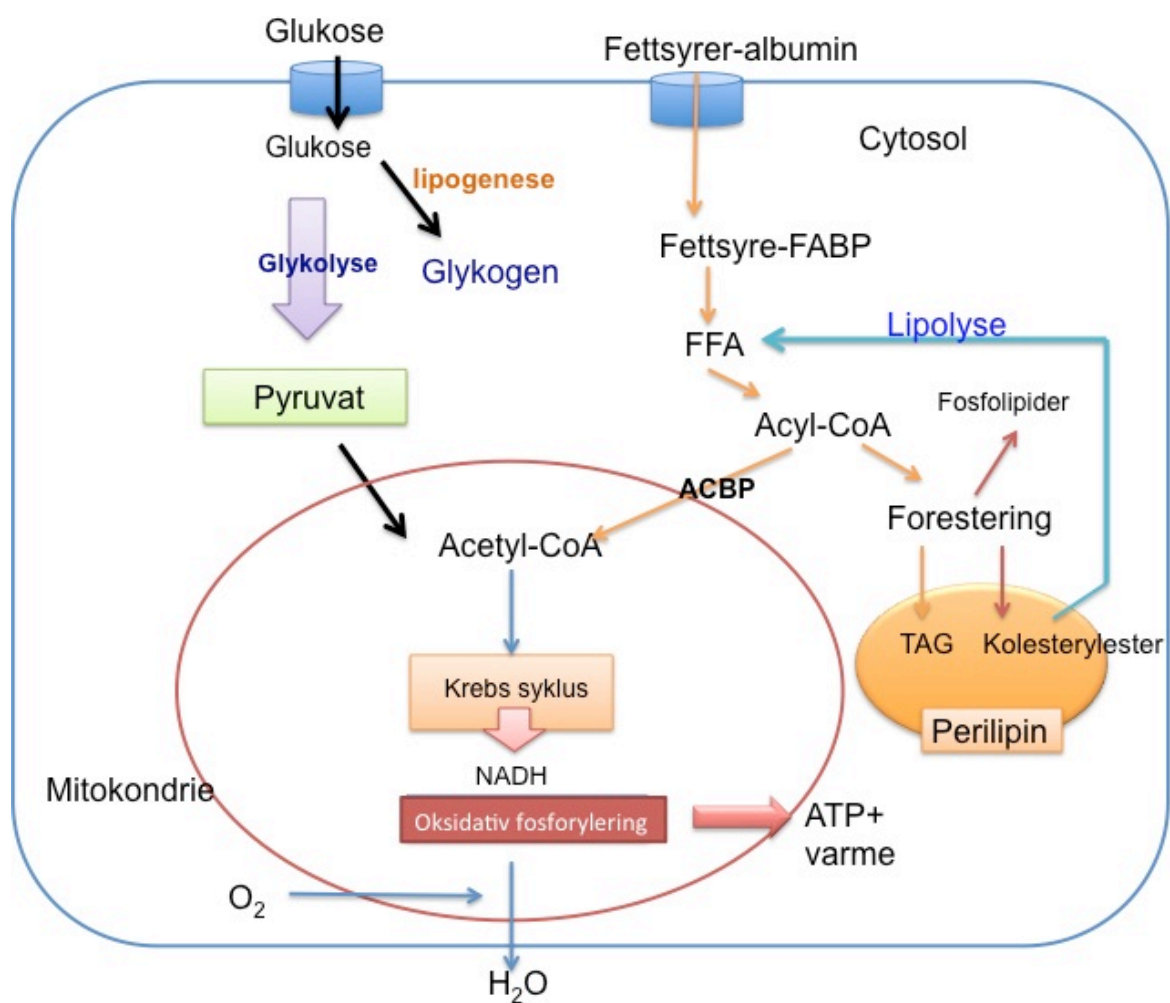 Glukose
Fettsyrer-albumin
Glukose
Cytosol
lipogenese
Glykolyse
Glykogen
Fettsyre-FABP
Lipolyse
FFA
Pyruvat
Fosfolipider
Acyl-CoA
ACBP
Forestering
Acetyl-CoA
TAG
Kolesterylester
Krebs syklus
Perilipin
NADH
Mitokondrie
Oksidativ fosforylering
ATP+
varme
O₂
H₂O